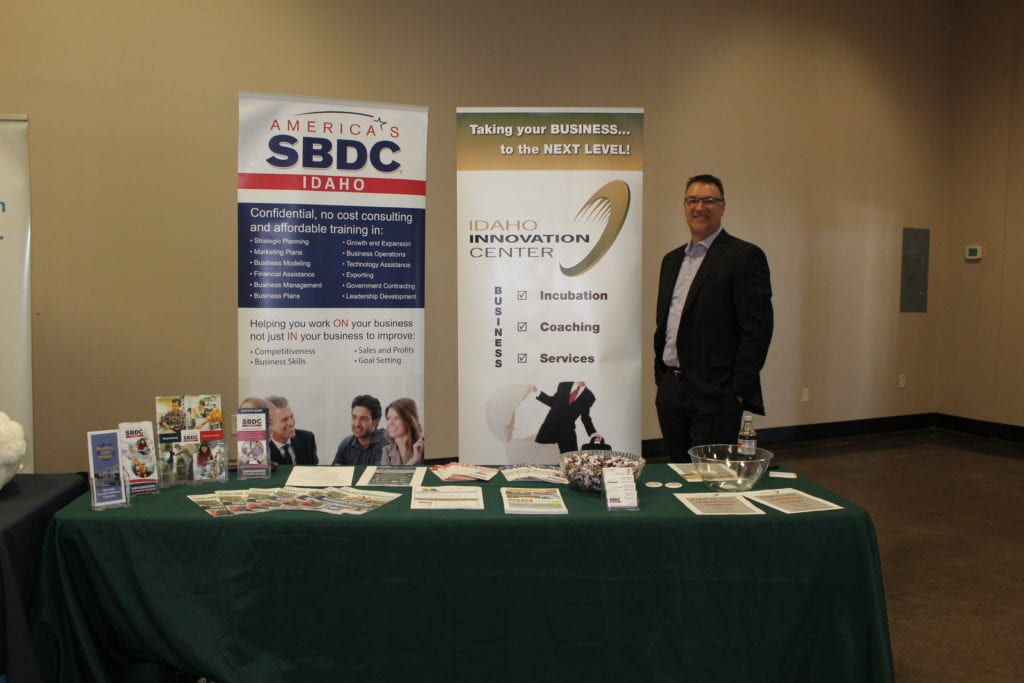 AMERICA'S
SBDC
IDAHO
Confidential, no cost consulting
and affordable training in:
• Strategic Planning
• Marketing Plans
• Business Modeling
• Financial Assistance
• Business Management
• Business Plans
• Growth and Expansion
• Business Operations
• Technology Assistance
• Exporting
• Government Contracting
• Leadership Development
Helping you work ON your business
not just IN your business to improve:
• Competitiveness
• Business Skills
• Sales and Profits
• Goal Setting
Taking your BUSINESS...
to the NEXT LEVEL!
IDAHO
INNOVATION
CENTER
BUSINESS
☑ Incubation
☑ Coaching
☑ Services
SBDC
SBDC